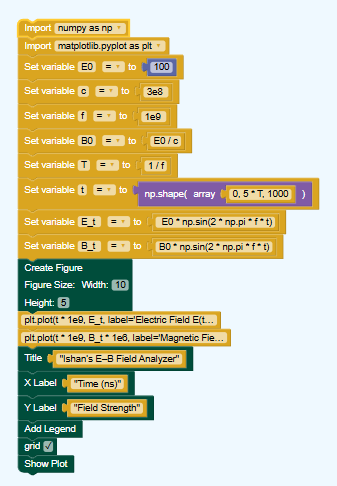 Import numpy as np
Import matplotlib.pyplot as plt
Set variable E0 = to 100
Set variable c = to 3e8
Set variable f = to 1e9
Set variable B0 = to E0 / c
Set variable T = to 1 / f
Set variable t = to np.shape( array 0, 5 * T, 1000 )
Set variable E_t = to E0 * np.sin(2 * np.pi * f * t)
Set variable B_t = to B0 * np.sin(2 * np.pi * f * t)
Create Figure
Figure Size: Width: 10
Height: 5
plt.plot(t * 1e9, E_t, label='Electric Field E(t...
plt.plot(t * 1e9, B_t * 1e6, label='Magnetic Fie...
Title "Ishan's E–B Field Analyzer"
X Label "Time (ns)"
Y Label "Field Strength"
Add Legend
grid
Show Plot